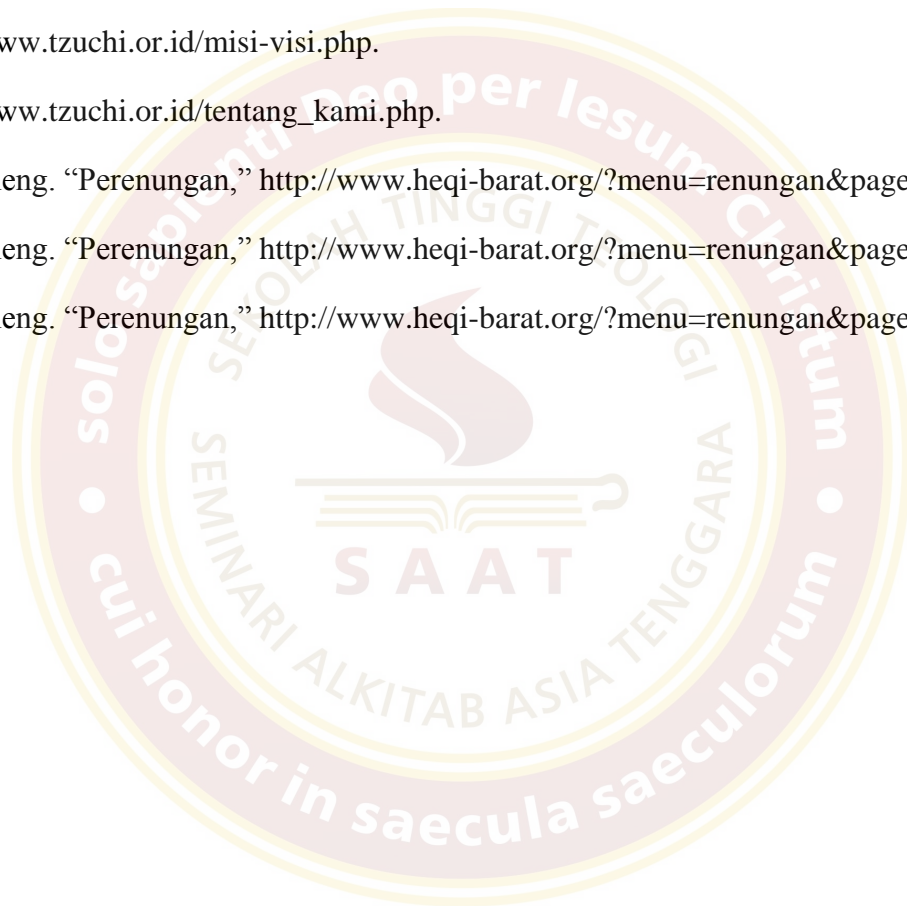 ww.tzuchi.or.id/misi-visi.php.
ww.tzuchi.or.id/tentang_kami.php.
eng. “Perenungan,” http://www.heqi-barat.org/?menu=renungan&page
eng. “Perenungan,” http://www.heqi-barat.org/?menu=renungan&page
eng. “Perenungan,” http://www.heqi-barat.org/?menu=renungan&page
solo sapienti Deo per Iesum Christum
cui honor in saecula saeculorum
SEKOLAH TINGGI TEOLOGI
SEMINARI ALKITAB ASIA TENGGARA
SAAT